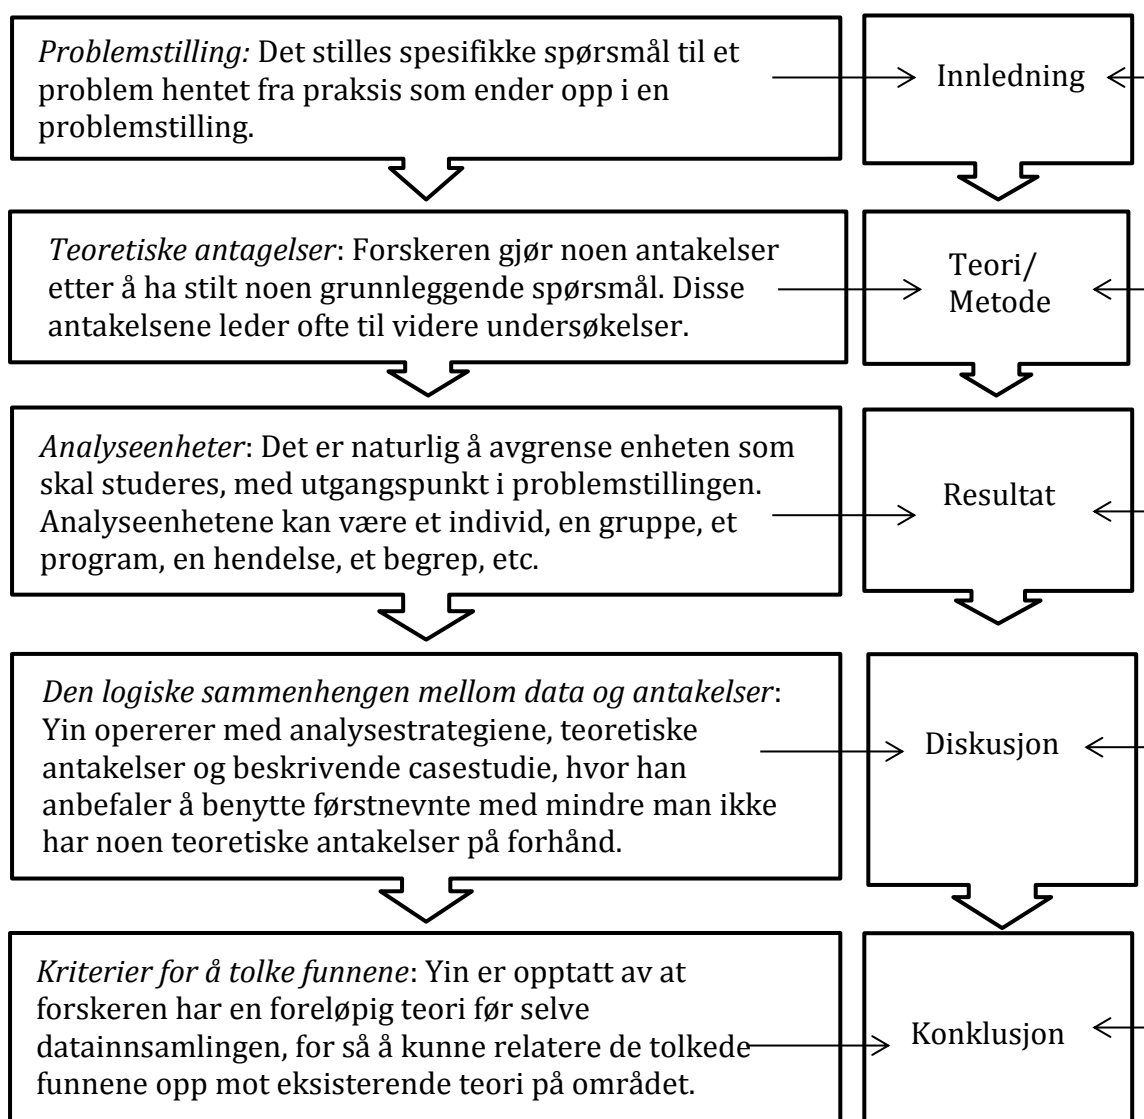 Problemstilling: Det stilles spesifikke spørsmål til et
problem hentet fra praksis som ender opp i en
problemstilling.
Innledning
Teoretiske antagelser: Forskeren gjør noen antakelser
etter å ha stilt noen grunnleggende spørsmål. Disse
antakelsene leder ofte til videre undersøkelser.
Teori/
Metode
Analyseenheter: Det er naturlig å avgrense enheten som
skal studeres, med utgangspunkt i problemstillingen.
Analyseenhetene kan være et individ, en gruppe, et
program, en hendelse, et begrep, etc.
Resultat
Den logiske sammenhengen mellom data og antakelser:
Yin opererer med analysestrategiene, teoretiske
antakelser og beskrivende casestudie, hvor han
anbefaler å benytte førstnevnte med mindre man ikke
har noen teoretiske antakelser på forhånd.
Diskusjon
Kriterier for å tolke funnene: Yin er opptatt av at
forskeren har en foreløpig teori før selve
datainnsamlingen, for så å kunne relatere de tolkede
funnene opp mot eksisterende teori på området.
Konklusjon